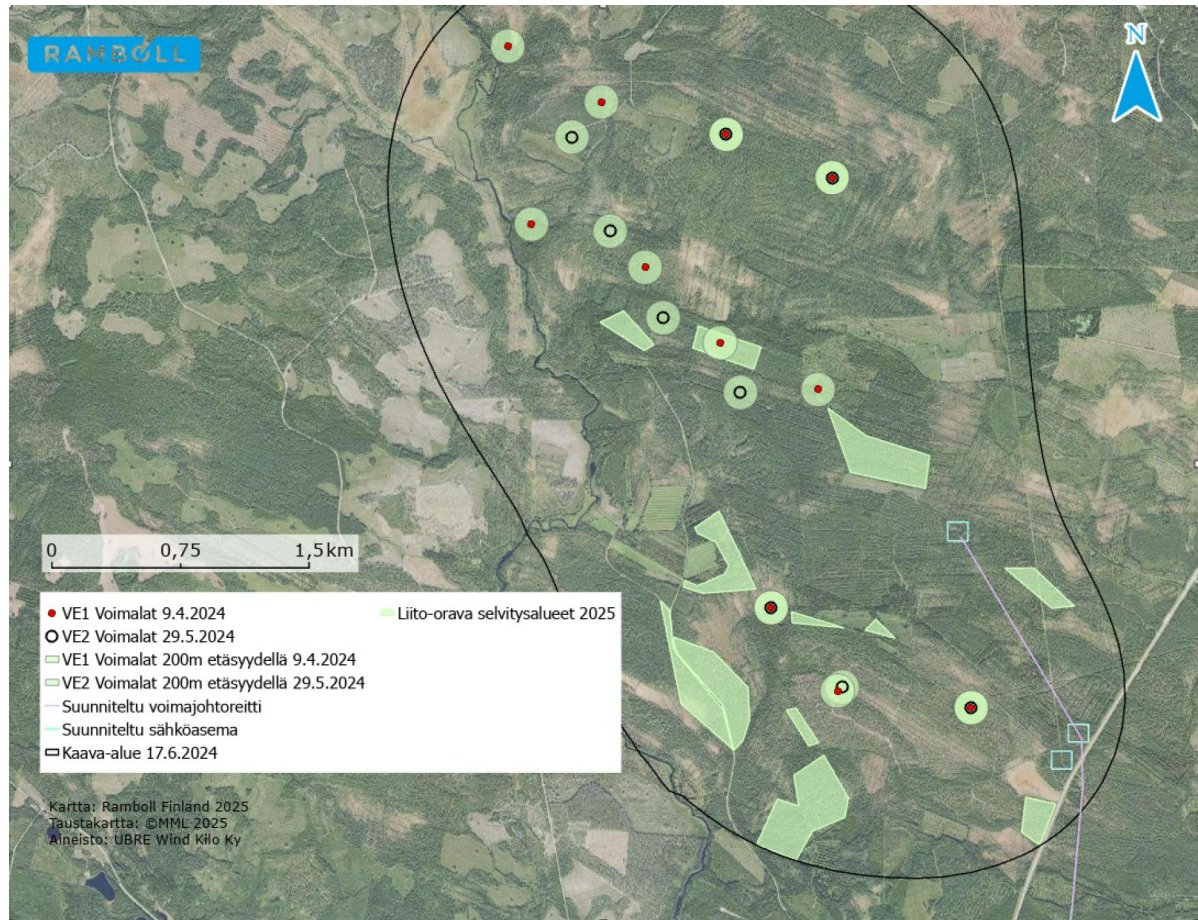 RAMBOLL
N
0 0,75 1,5 km
VE1 Voimalat 9.4.2024
Liito-orava selvitysalueet 2025
VE2 Voimalat 29.5.2024
VE1 Voimalat 200m etäsyydellä 9.4.2024
VE2 Voimalat 200m etäsyydellä 29.5.2024
Suunniteltu voimajohtoreitti
Suunniteltu sähköasema
Kaava-alue 17.6.2024
Kartta: Ramboll Finland 2025
Taustakartta: ©MML 2025
Aineisto: UBRE Wind Kilo Ky